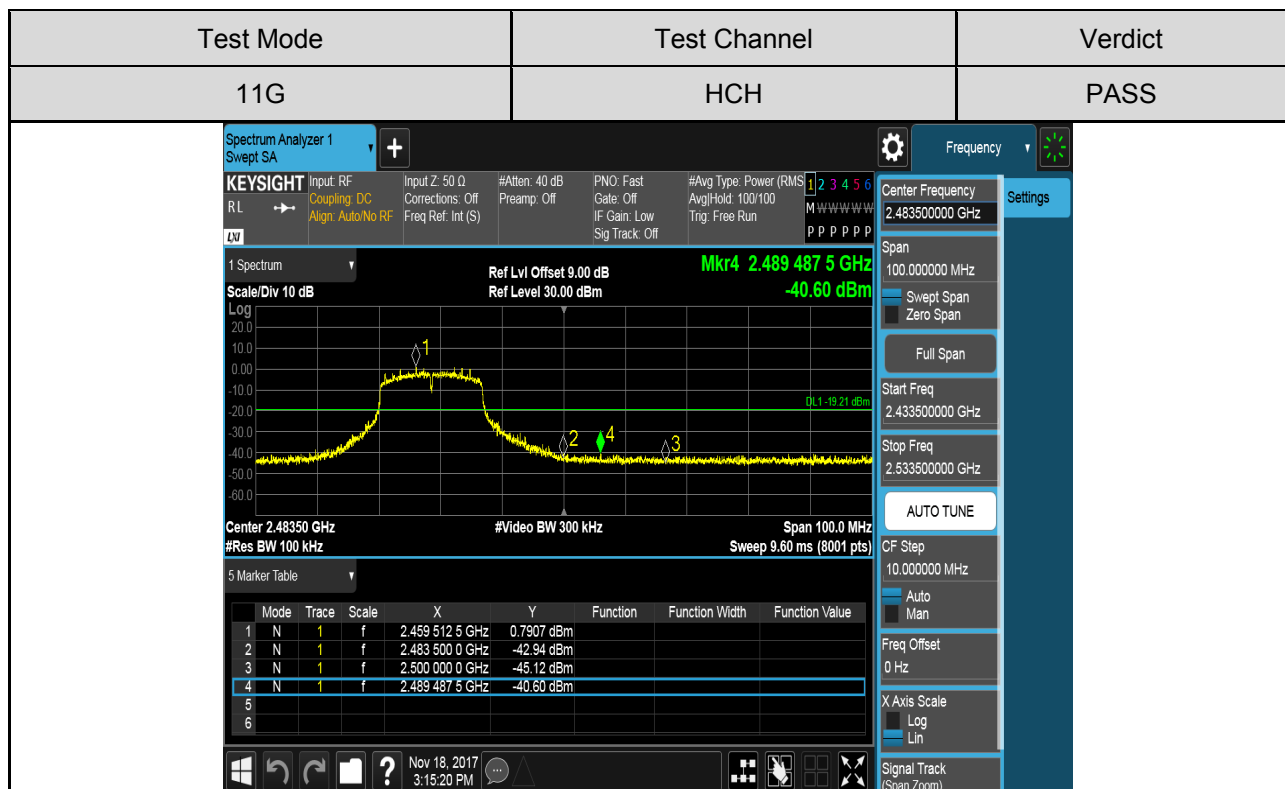 Test Mode Test Channel Verdict
11G HCH PASS
Spectrum Analyzer 1
Swept SA
+
Frequency
KEYSIGHT Input: RF Input Z: 50 Ω #Atten: 40 dB PNO: Fast #Avg Type: Power (RMS 1 2 3 4 5 6
RL Coupling: DC Corrections: Off Preamp: Off Gate: Off Avg|Hold: 100/100 M W W W W W
Align: Auto/No RF Freq Ref: Int (S) IF Gain: Low Trig: Free Run
LXI Sig Track: Off P P P P P P
1 Spectrum
Ref Lvl Offset 9.00 dB Mkr4 2.489 487 5 GHz
Scale/Div 10 dB Ref Level 30.00 dBm -40.60 dBm
Log
20.0
10.0
0.00
-10.0
-20.0
-30.0
-40.0
-50.0
-60.0
1
2
4
3
DL1 -19.21 dBm
Center 2.48350 GHz #Video BW 300 kHz Span 100.0 MHz
#Res BW 100 kHz Sweep 9.60 ms (8001 pts)
5 Marker Table
Mode Trace Scale X Y Function Function Width Function Value
1 N 1 f 2.459 512 5 GHz 0.7907 dBm
2 N 1 f 2.483 500 0 GHz -42.94 dBm
3 N 1 f 2.500 000 0 GHz -45.12 dBm
4 N 1 f 2.489 487 5 GHz -40.60 dBm
5
6
? Nov 18, 2017
3:15:20 PM
Center Frequency
2.483500000 GHz
Settings
Span
100.000000 MHz
Swept Span
Zero Span
Full Span
Start Freq
2.433500000 GHz
Stop Freq
2.533500000 GHz
AUTO TUNE
CF Step
10.000000 MHz
Auto
Man
Freq Offset
0 Hz
X Axis Scale
Log
Lin
Signal Track
(Span Zoom)